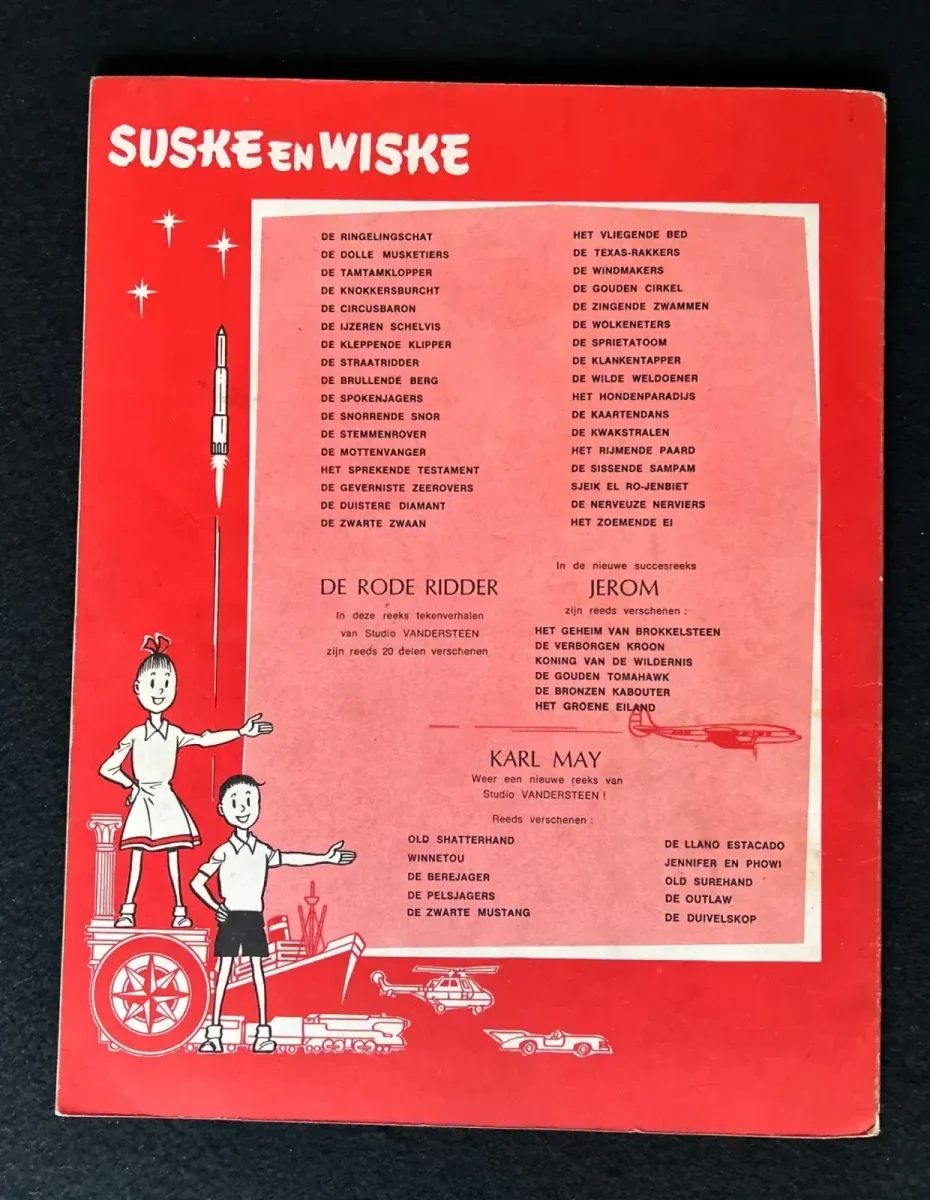 SUSKE EN WISKE
DE RINGELINGSCHAT
DE DOLLE MUSKETIERS
DE TAMTAMKLOPPER
DE KNOKKERSBURCHT
DE CIRCUSBARON
DE IJZEREN SCHELVIS
DE KLEPPENDE KLIPPER
DE STRAATRIDDER
DE BRULLENDE BERG
DE SPOKENJAGERS
DE SNORRENDE SNOR
DE STEMMENROVER
DE MOTTENVANGER
HET SPREKENDE TESTAMENT
DE GEVERNISTE ZEEROVERS
DE DUISTERE DIAMANT
DE ZWARTE ZWAAN
HET VLIEGENDE BED
DE TEXAS-RAKKERS
DE WINDMAKERS
DE GOUDEN CIRKEL
DE ZINGENDE ZWAMMEN
DE WOLKENETERS
DE SPRIETATOOM
DE KLANKENTAPPER
DE WILDE WELDOENER
HET HONDENPARADIJS
DE KAARTENDANS
DE KWAKSTRALEN
HET RIJMENDE PAARD
DE SISSENDE SAMPAM
SJEIK EL RO-JENBIET
DE NERVEUZE NERVIERS
HET ZOEMENDE EI
DE RODE RIDDER
In deze reeks tekenverhalen
van Studio VANDERSTEEN
zijn reeds 20 delen verschenen
In de nieuwe succesreeks
JEROM
zijn reeds verschenen :
HET GEHEIM VAN BROKKELSTEEN
DE VERBORGEN KROON
KONING VAN DE WILDERNIS
DE GOUDEN TOMAHAWK
DE BRONZEN KABOUTER
HET GROENE EILAND
KARL MAY
Weer een nieuwe reeks van
Studio VANDERSTEEN !
Reeds verschenen :
OLD SHATTERHAND
WINNETOU
DE BEREJAGER
DE PELSJAGERS
DE ZWARTE MUSTANG
DE LLANO ESTACADO
JENNIFER EN PHOWI
OLD SUREHAND
DE OUTLAW
DE DUIVELSKOP